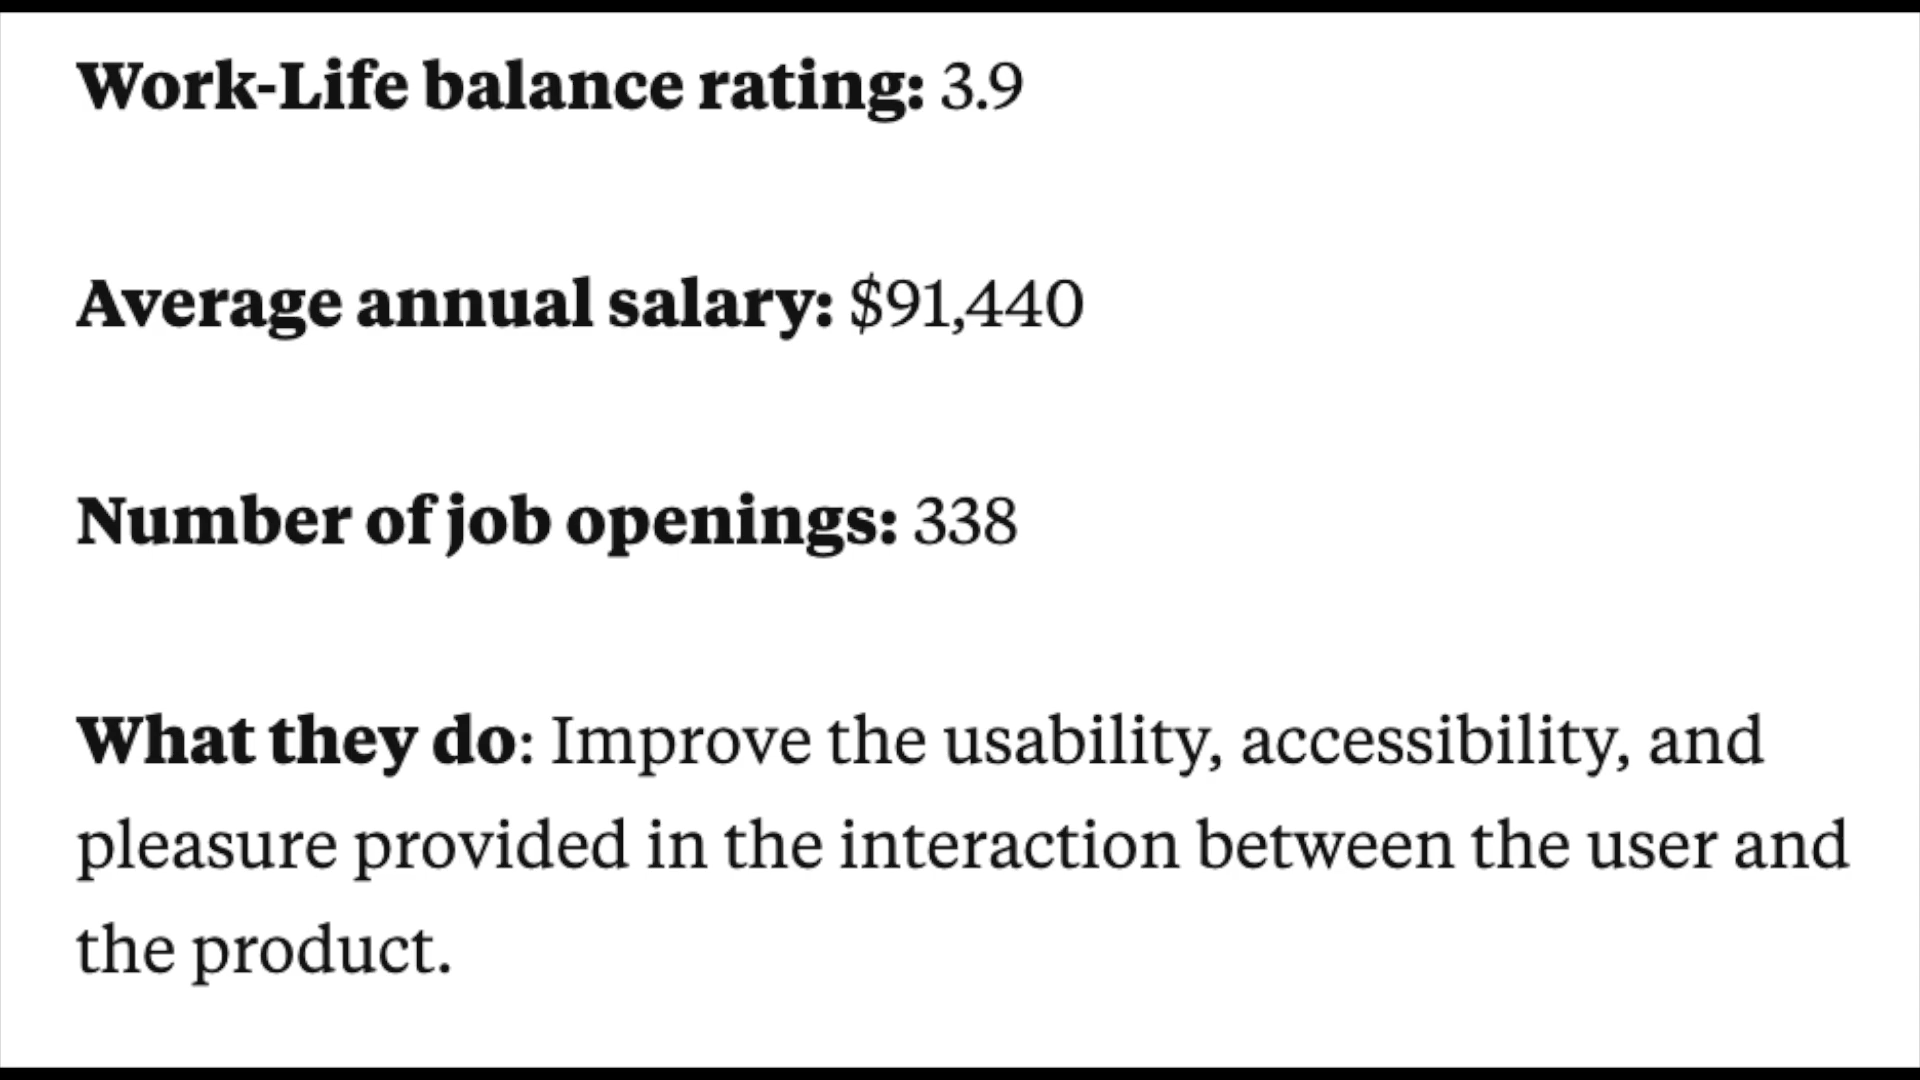 Work-Life balance rating: 3.9
Average annual salary: $91,440
Number of job openings: 338
What they do: Improve the usability, accessibility, and
pleasure provided in the interaction between the user and
the product.